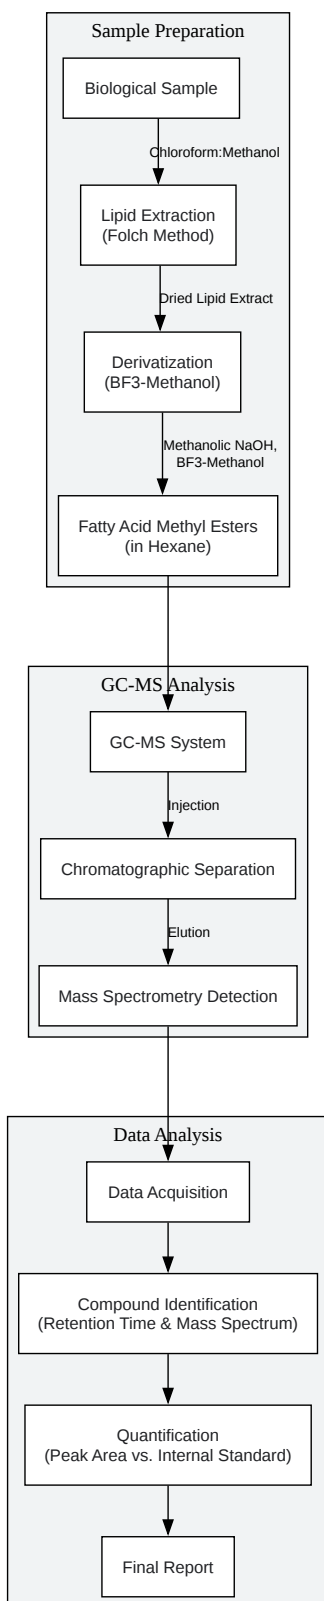 Sample Preparation
Biological Sample
Chloroform:Methanol
Lipid Extraction
(Folch Method)
Dried Lipid Extract
Derivatization
(BF3-Methanol)
Methanolic NaOH,
BF3-Methanol
Fatty Acid Methyl Esters
(in Hexane)
GC-MS Analysis
GC-MS System
Injection
Chromatographic Separation
Elution
Mass Spectrometry Detection
Data Analysis
Data Acquisition
Compound Identification
(Retention Time & Mass Spectrum)
Quantification
(Peak Area vs. Internal Standard)
Final Report